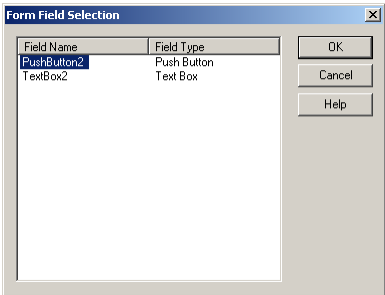 Form Field Selection
Field Name Field Type
PushButton2 Push Button
TextBox2 Text Box
OK
Cancel
Help